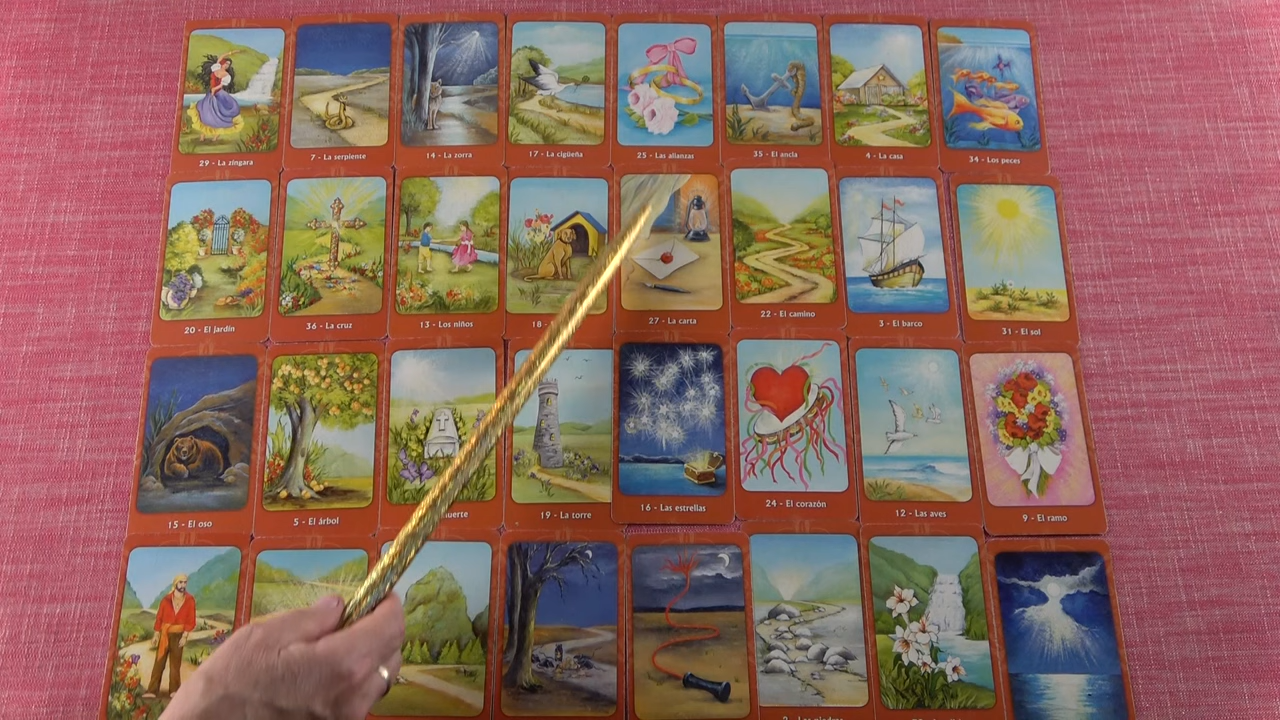 29 - La zíngara
7 - La serpiente
14 - La zorra
17 - La cigüeña
25 - Las alianzas
35 - El ancla
4 - La casa
34 - Los peces
20 - El jardín
36 - La cruz
13 - Los niños
18 -
27 - La carta
22 - El camino
3 - El barco
31 - El sol
15 - El oso
5 - El árbol
19 - La torre
16 - Las estrellas
24 - El corazón
12 - Las aves
9 - El ramo